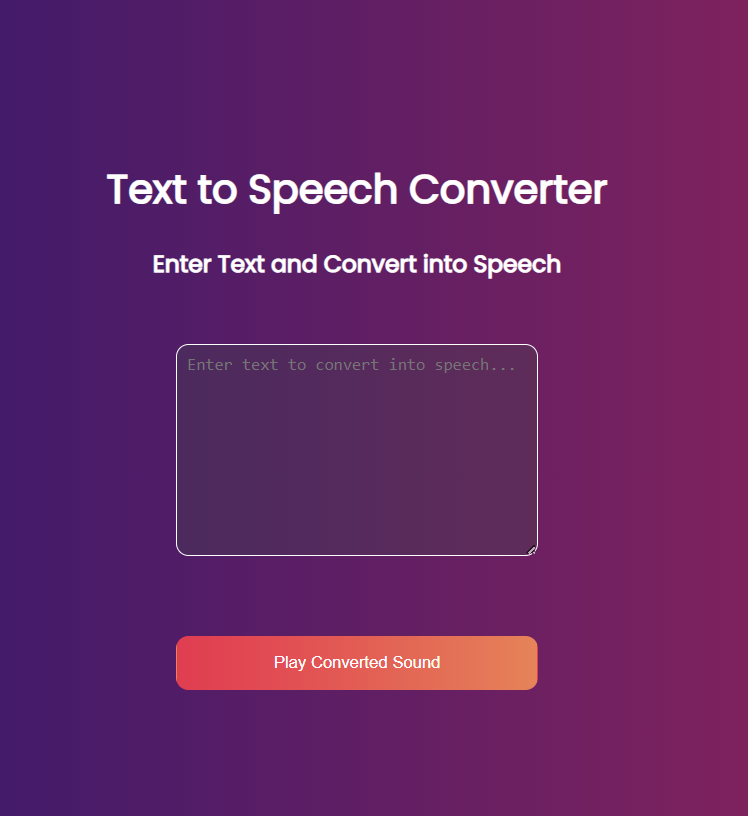 Text to Speech Converter
Enter Text and Convert into Speech
Enter text to convert into speech...
Play Converted Sound